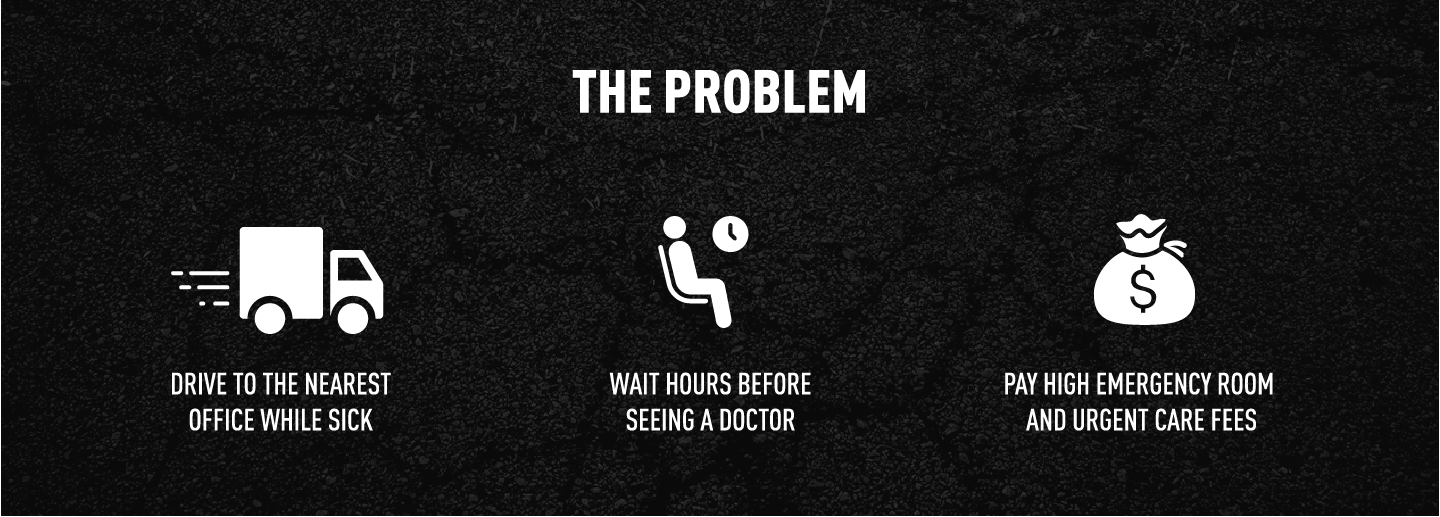 THE PROBLEM
DRIVE TO THE NEAREST
OFFICE WHILE SICK
WAIT HOURS BEFORE
SEEING A DOCTOR
$
PAY HIGH EMERGENCY ROOM
AND URGENT CARE FEES